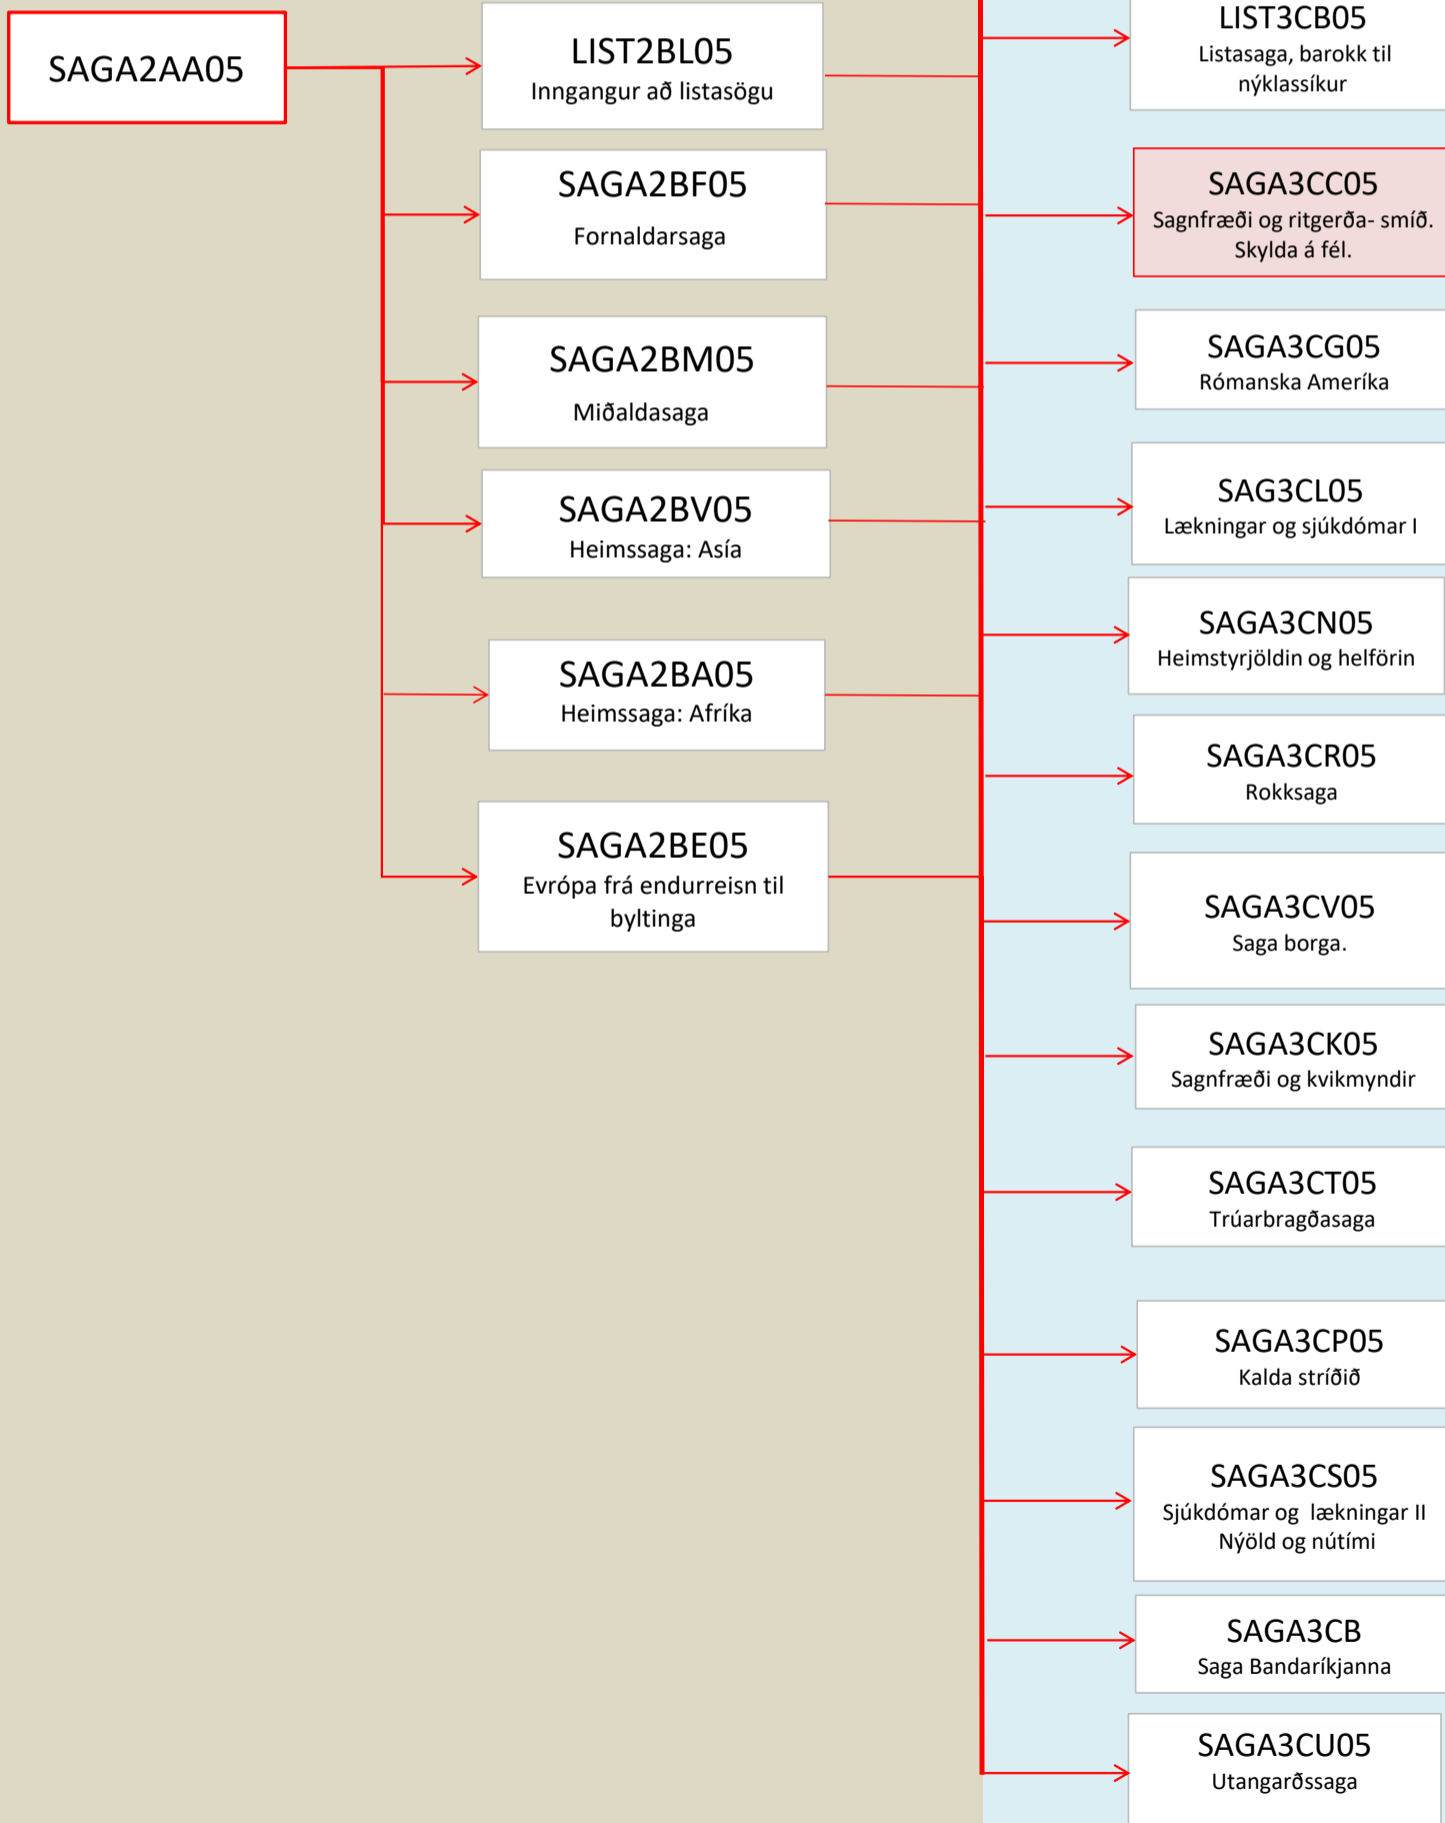 SAGA2AA05
LIST2BL05
Inngangur að listasögu
SAGA2BF05
Fornaldarsaga
SAGA2BM05
Miðaldasaga
SAGA2BV05
Heimssaga: Asía
SAGA2BA05
Heimssaga: Afríka
SAGA2BE05
Evrópa frá endurreisn til
byltinga
LIST3CB05
Listasaga, barokk til
nýklassíkur
SAGA3CC05
Sagnfræði og ritgerða- smíð.
Skylda á fél.
SAGA3CG05
Rómanska Ameríka
SAG3CL05
Lækningar og sjúkdómar I
SAGA3CN05
Heimstyrjöldin og helförin
SAGA3CR05
Rokksaga
SAGA3CV05
Saga borga.
SAGA3CK05
Sagnfræði og kvikmyndir
SAGA3CT05
Trúarbragðasaga
SAGA3CP05
Kalda stríðið
SAGA3CS05
Sjúkdómar og lækningar II
Nýöld og nútími
SAGA3CB
Saga Bandaríkjanna
SAGA3CU05
Utangarðssaga